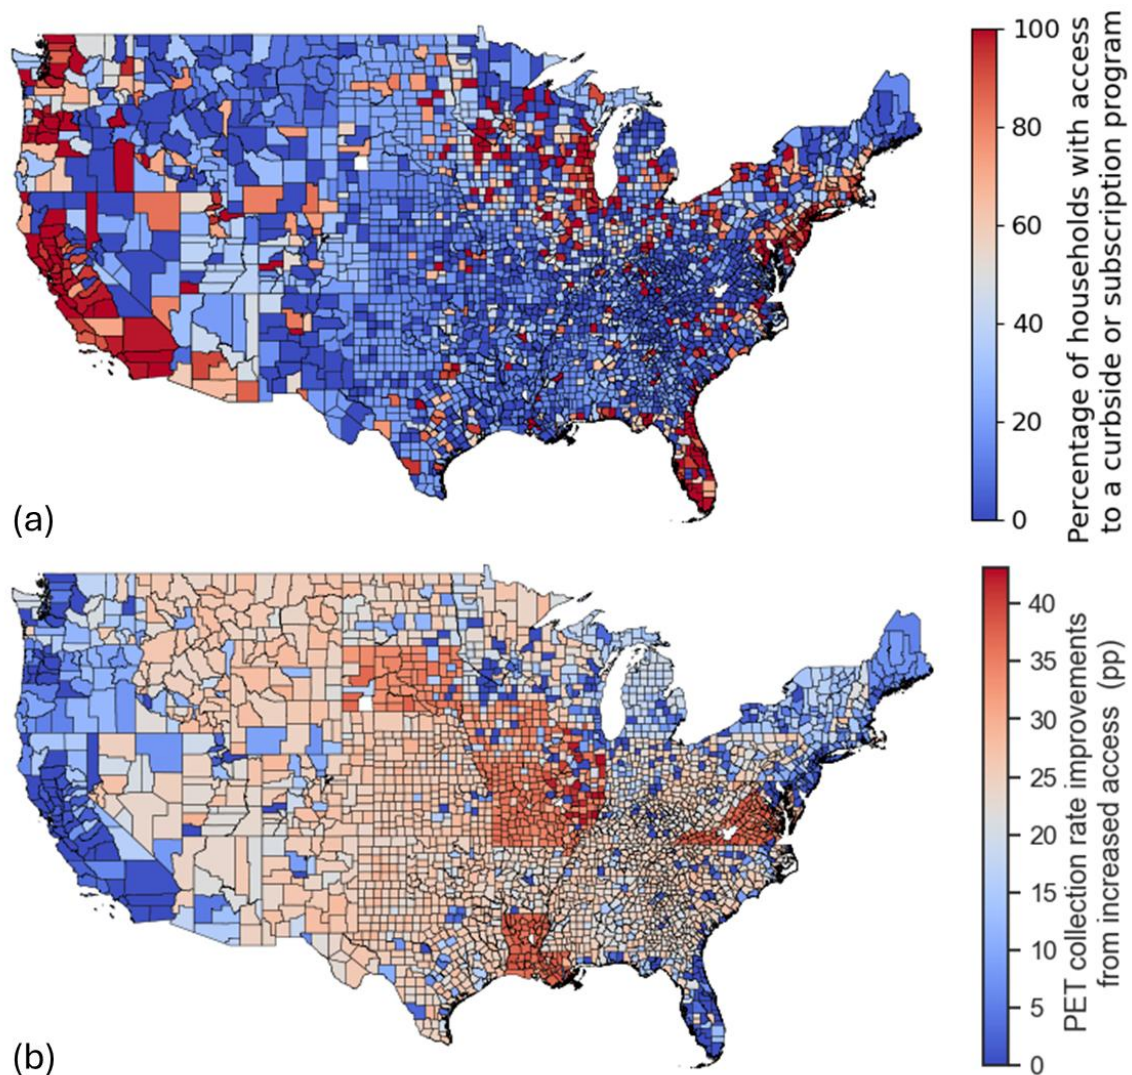 100
80
60
40
20
0
Percentage of households with access
to a curbside or subscription program
(a)
40
35
30
25
20
15
10
5
0
PET collection rate improvements
from increased access (pp)
(b)